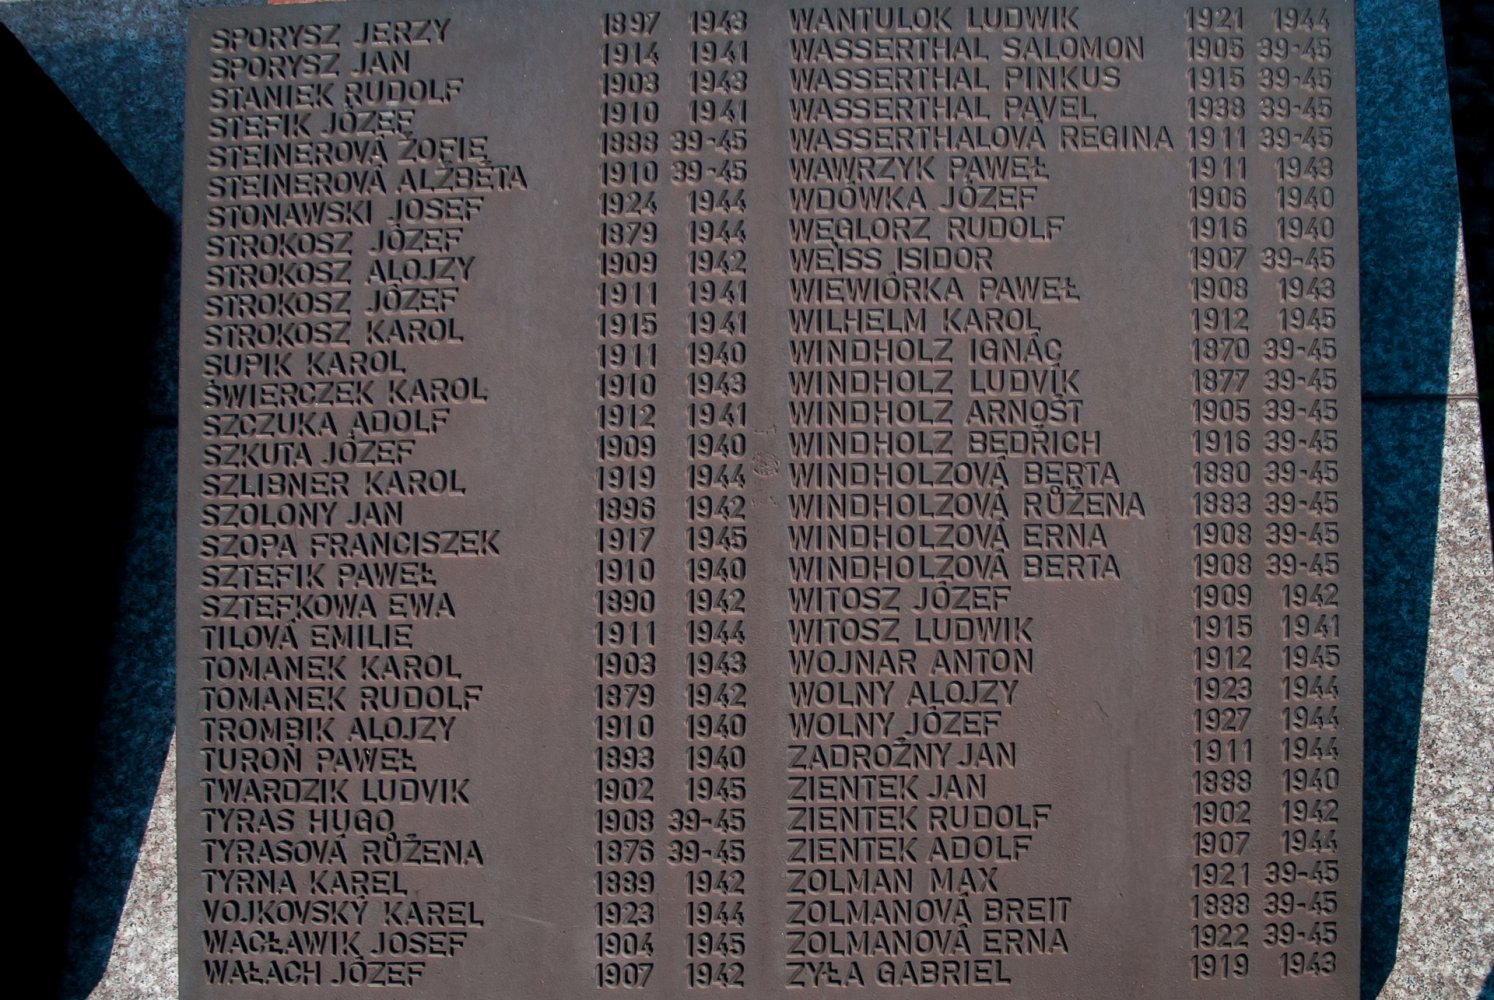 SPORYSZ JERZY 1897 1943
SPORYSZ JAN 1914 1941
STANIEK RUDOLF 1903 1943
STEFIK JÓZEF 1910 1941
STEINEROVÁ ŽOFIE 1888 39-45
STEINEROVÁ ALŽBĚTA 1910 39-45
STONAWSKI JOSEF 1924 1944
STROKOSZ JÓZEF 1879 1944
STROKOSZ ALOJZY 1909 1942
STROKOSZ JÓZEF 1911 1941
STROKOSZ KAROL 1915 1941
SUPIK KAROL 1911 1940
ŚWIERCZEK KAROL 1910 1943
SZCZUKA ADOLF 1912 1941
SZKUTA JÓZEF 1909 1940
SZLIBNER KAROL 1919 1944
SZOLONY JAN 1896 1942
SZOPA FRANCISZEK 1917 1945
SZTEFIK PAWEŁ 1910 1940
SZTEFKOWA EWA 1890 1942
TILOVÁ EMILIE 1911 1944
TOMANEK KAROL 1903 1943
TOMANEK RUDOLF 1879 1942
TROMBIK ALOJZY 1910 1940
TUROŃ PAWEŁ 1893 1940
TWARDZIK LUDVIK 1902 1945
TYRAS HUGO 1908 39-45
TYRASOVÁ RŮŽENA 1876 39-45
TYRNA KAREL 1889 1942
VOJKOVSKÝ KAREL 1923 1944
WACŁAWIK JOSEF 1904 1945
WAŁACH JÓZEF 1907 1942
WANTULOK LUDWIK 1921 1944
WASSERTHAL SALOMON 1905 39-45
WASSERTHAL PINKUS 1915 39-45
WASSERTHAL PAVEL 1938 39-45
WASSERTHALOVÁ REGINA 1911 39-45
WAWRZYK PAWEŁ 1911 1943
WDÓWKA JÓZEF 1906 1940
WĘGLORZ RUDOLF 1916 1940
WEISS ISIDOR 1907 39-45
WIEWIÓRKA PAWEŁ 1908 1943
WILHELM KAROL 1912 1945
WINDHOLZ IGNÁC 1870 39-45
WINDHOLZ LUDVÍK 1877 39-45
WINDHOLZ ARNOŠT 1905 39-45
WINDHOLZ BEDŘICH 1916 39-45
WINDHOLZOVÁ BERTA 1880 39-45
WINDHOLZOVÁ RŮŽENA 1883 39-45
WINDHOLZOVÁ ERNA 1908 39-45
WINDHOLZOVÁ BERTA 1908 39-45
WITOSZ JÓZEF 1909 1942
WITOSZ LUDWIK 1915 1941
WOJNAR ANTON 1912 1945
WOLNY ALOJZY 1923 1944
WOLNY JÓZEF 1927 1944
ZADROŻNY JAN 1911 1944
ZIENTEK JAN 1888 1940
ZIENTEK RUDOLF 1902 1942
ZIENTEK ADOLF 1907 1944
ZOLMAN MAX 1921 39-45
ZOLMANOVÁ BREIT 1888 39-45
ZOLMANOVÁ ERNA 1922 39-45
ZYŁA GABRIEL 1919 1943